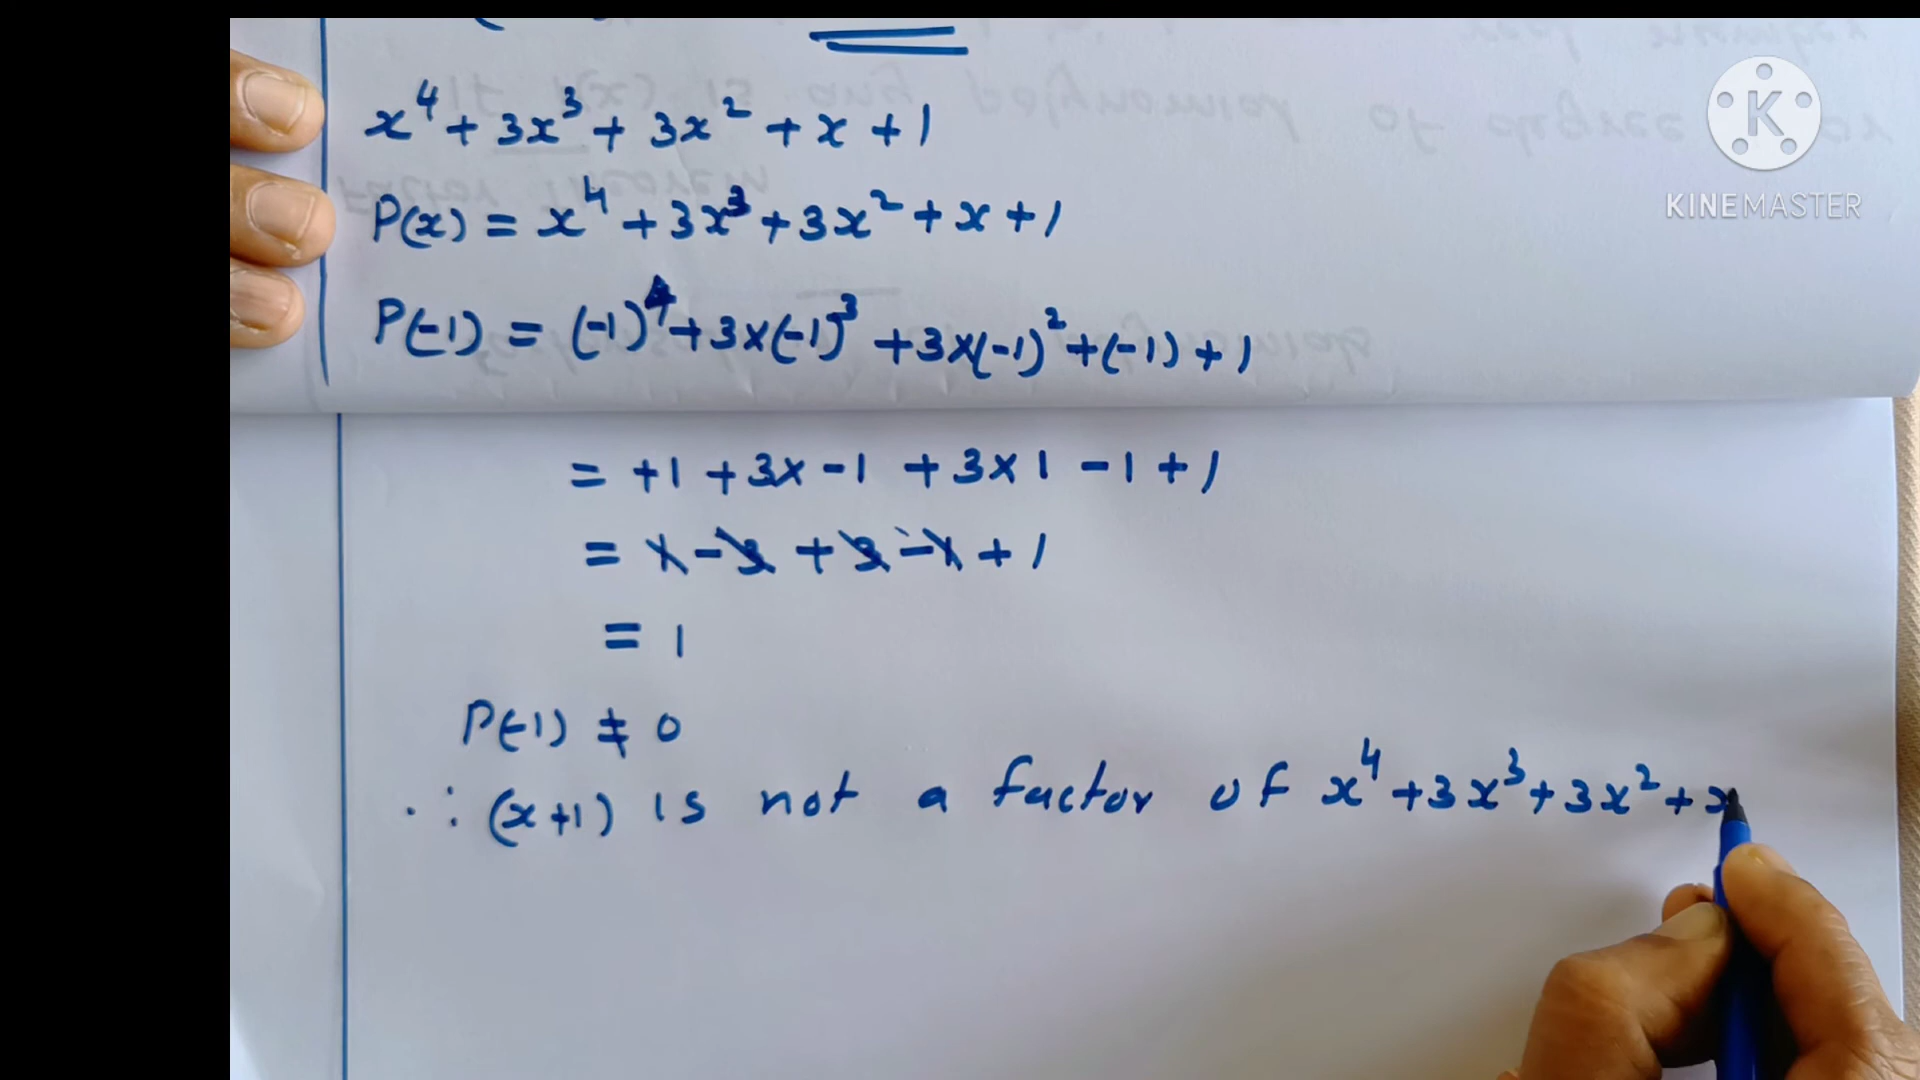 x⁴ + 3x³ + 3x² + x + 1
P(x) = x⁴ + 3x³ + 3x² + x + 1
P(-1) = (-1)⁴ + 3×(-1)³ + 3×(-1)² + (-1) + 1
= +1 + 3× -1 + 3×1 - 1 + 1
= 1 - 3 + 3 - 1 + 1
= 1
P(-1) ≠ 0
∴ (x+1) is not a factor of x⁴ + 3x³ + 3x² + x
K
KINEMASTER